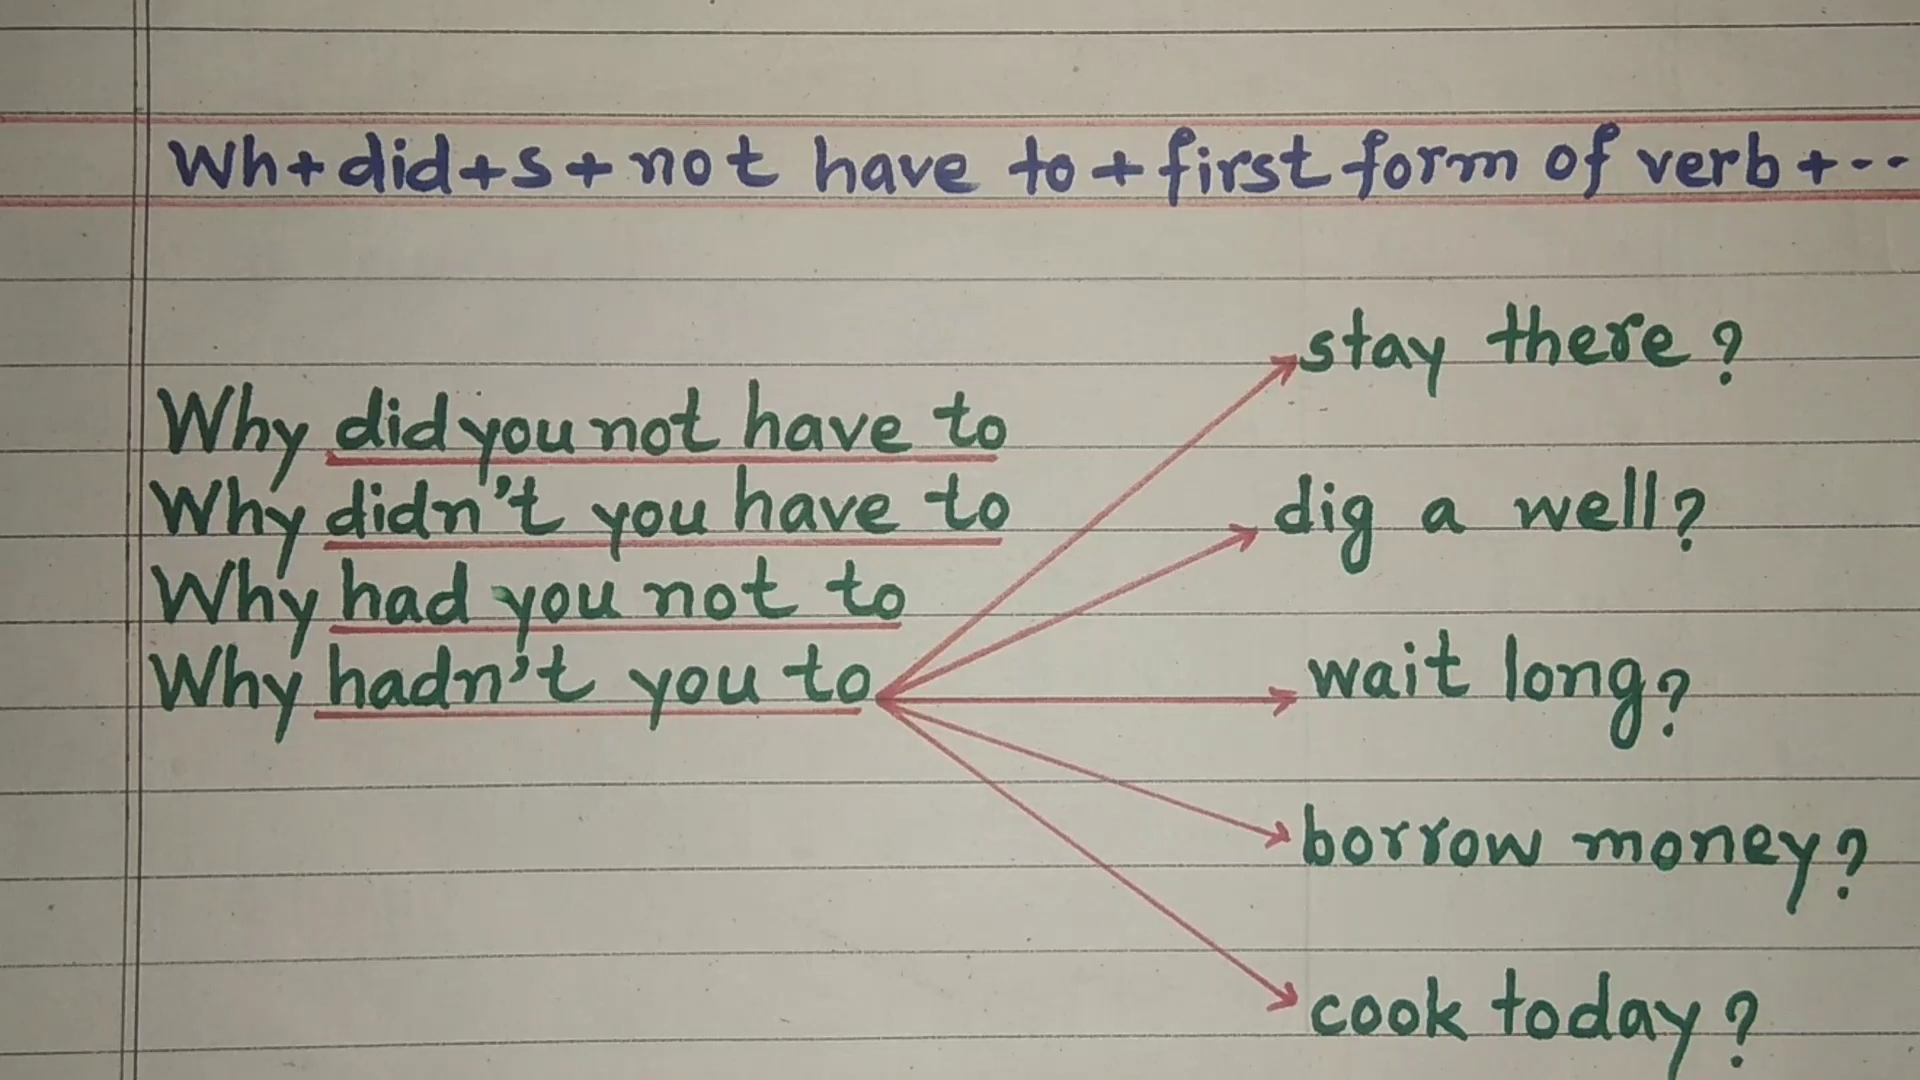 Wh+did+s+not have to+first form of verb+--
Why did you not have to
Why didn't you have to
Why had you not to
Why hadn't you to
stay there?
dig a well?
wait long?
borrow money?
cook today?